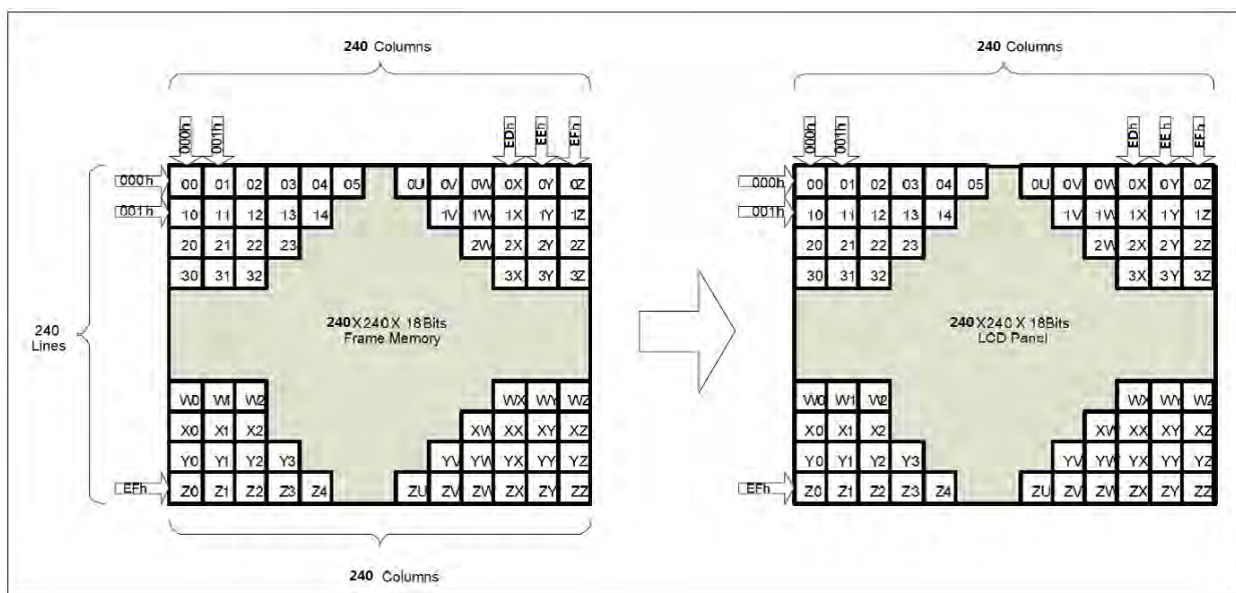 240 Columns
240 Columns
000h 001h EDh EEh EFh
000h 001h EDh EEh EFh
000h 00 01 02 03 04 05 0U 0V 0W 0X 0Y 0Z
000h 00 01 02 03 04 05 0U 0V 0W 0X 0Y 0Z
001h 10 11 12 13 14 1V 1W 1X 1Y 1Z
001h 10 11 12 13 14 1V 1W 1X 1Y 1Z
20 21 22 23 2W 2X 2Y 2Z
20 21 22 23 2W 2X 2Y 2Z
30 31 32 3X 3Y 3Z
30 31 32 3X 3Y 3Z
240
Lines
240X240X 18Bits
Frame Memory
240X240 X 18Bits
LCD Panel
W0 W1 W2 WX WY WZ
W0 W1 W2 WX WY WZ
X0 X1 X2 XW XX XY XZ
X0 X1 X2 XW XX XY XZ
Y0 Y1 Y2 Y3 YV YW YX YY YZ
Y0 Y1 Y2 Y3 YV YW YX YY YZ
EFh Z0 Z1 Z2 Z3 Z4 ZU ZV ZW ZX ZY ZZ
EFh Z0 Z1 Z2 Z3 Z4 ZU ZV ZW ZX ZY ZZ
240 Columns